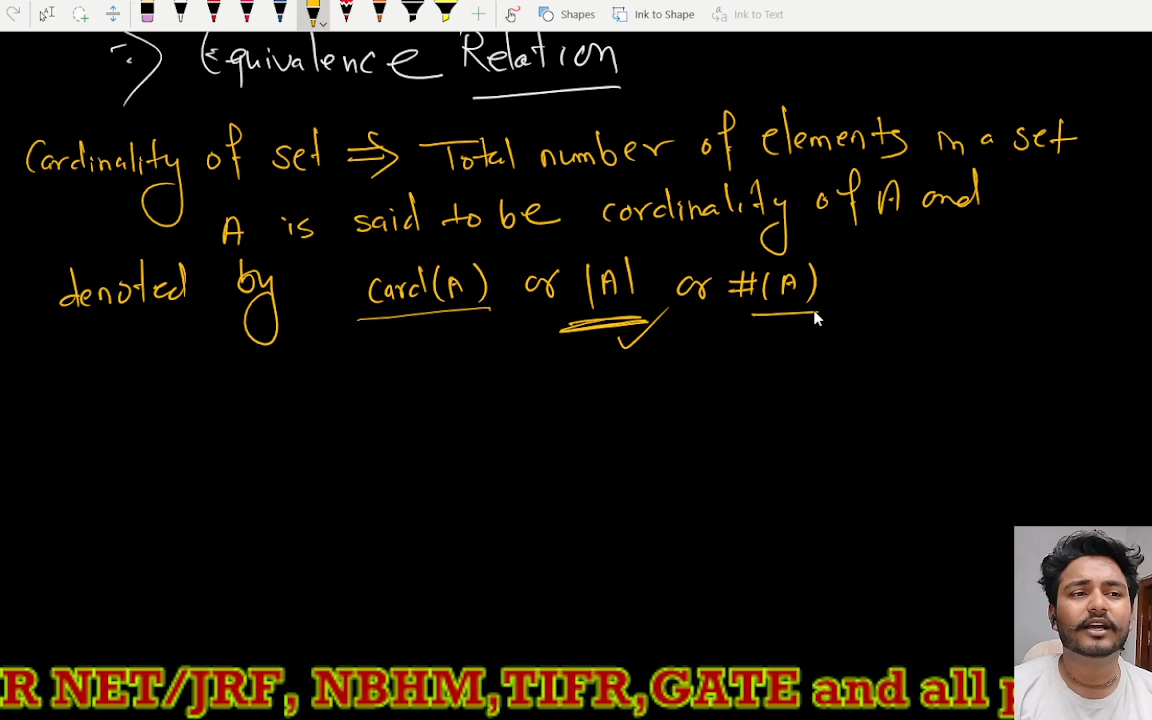 Shapes Ink to Shape Ink to Text
∴) Equivalence Relation
Cardinality of set ⇒ Total number of elements in a set
A is said to be cordinality of A and
denoted by card(A) or |A| or #(A)
R NET/JRF, NBHM,TIFR,GATE and all p